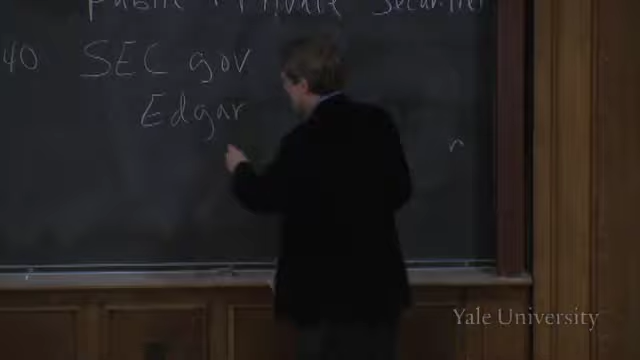 Public + Private Securities
40 SEC gov
Edgar
n
Yale University